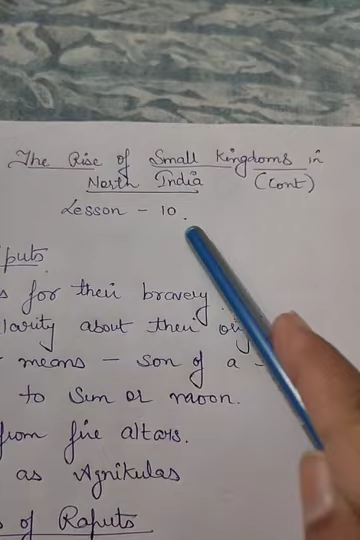 The Rise of Small Kingdoms in
North India (Cont)
Lesson - 10.
puts
s for their bravery
larity about their
means - son of a -
to Sun or moon.
from fire altars.
as Agnikulas
s of Raputs